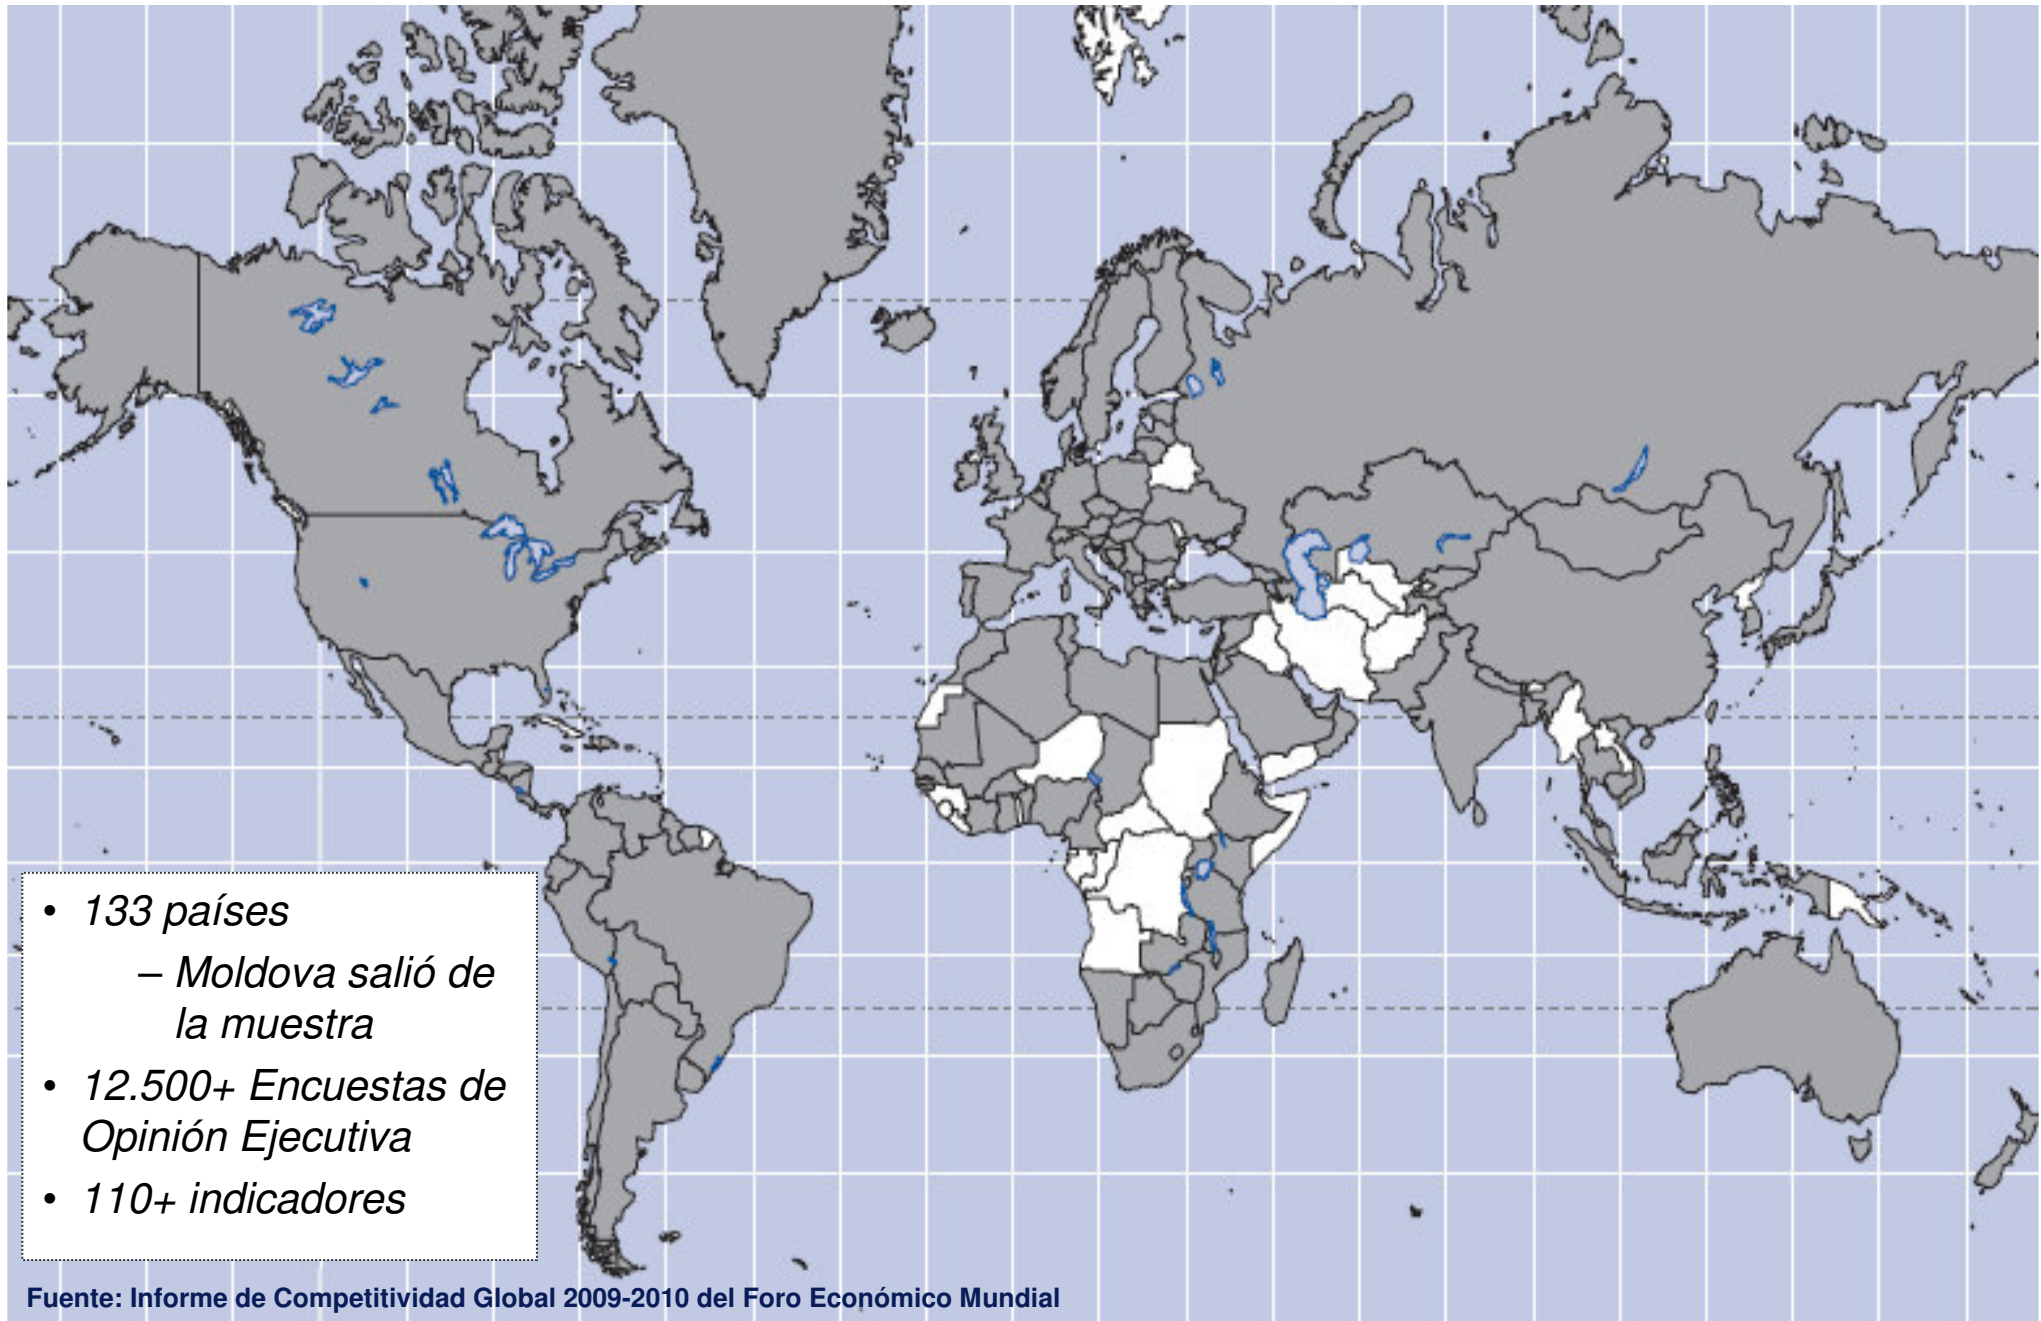 • 133 países
– Moldova salió de
la muestra
• 12.500+ Encuestas de
Opinión Ejecutiva
• 110+ indicadores
Fuente: Informe de Competitividad Global 2009-2010 del Foro Económico Mundial